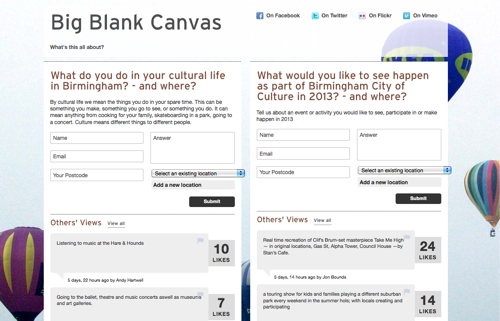 Big Blank Canvas
On Facebook
On Twitter
On Flickr
On Vimeo
What's this all about?
What do you do in your cultural life
in Birmingham? - and where?
By cultural life we mean the things you do in your spare time. This can be
something you make, something you go to see, or something you do. It can
mean anything from cooking for your family, skateboarding in a park, going
to a concert. Culture means different things to different people.
Name
Answer
Email
Your Postcode
Select an existing location
Add a new location
Submit
Others' Views
View all
Listening to music at the Hare & Hounds
10
LIKES
5 days, 22 hours ago by Andy Hartwell
Going to the ballet, theatre and music concerts aswell as museums
and art galleries.
7
LIKES
What would you like to see happen
as part of Birmingham City of
Culture in 2013? - and where?
Tell us about an event or activity you would like to see, participate in or make
happen in 2013
Name
Answer
Email
Your Postcode
Select an existing location
Add a new location
Submit
Others' Views
View all
Real time recreation of Clif's Brum-set masterpiece Take Me High
— in original locations, Gas St, Alpha Tower, Council House —by
Stan's Cafe.
24
LIKES
5 days, 14 hours ago by Jon Bounds
a touring show for kids and families playing a different suburban
park every weekend in the summer hols; with locals creating and
participating
14
LIKES